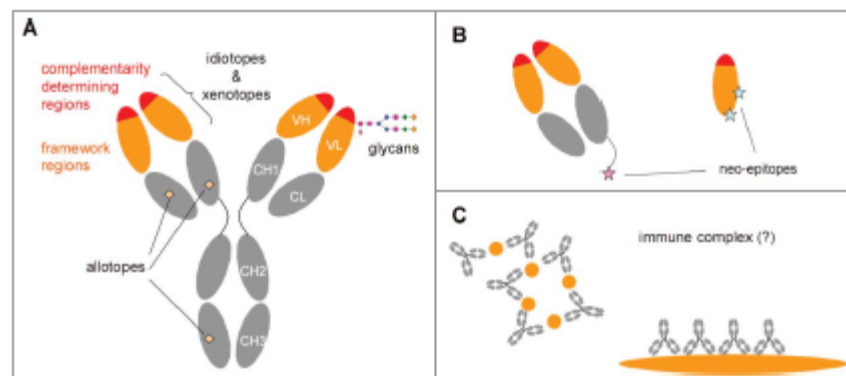 A
complementarity
determining
regions
idiotopes
&
xenotopes
framework
regions
VH
VL
glycans
CH1
CL
allotopes
CH2
CH3
B
neo-epitopes
C
immune complex (?)